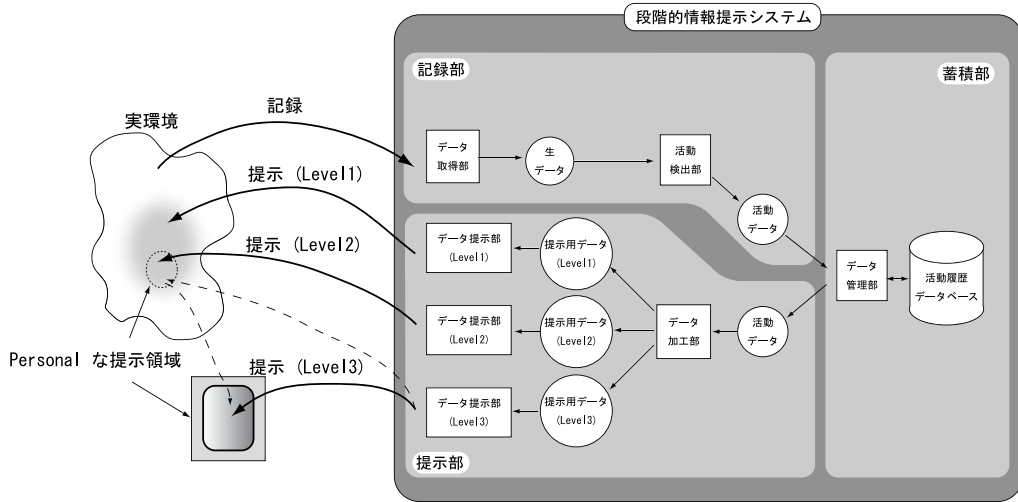 段階的情報提示システム
記録部
蓄積部
記録
実環境
データ
取得部
生
データ
活動
検出部
提示 (Level1)
活動
データ
提示 (Level2)
データ提示部
(Level1)
提示用データ
(Level1)
データ
管理部
活動履歴
データベース
データ提示部
(Level2)
提示用データ
(Level2)
データ
加工部
活動
データ
Personal な提示領域
提示 (Level3)
データ提示部
(Level3)
提示用データ
(Level3)
提示部